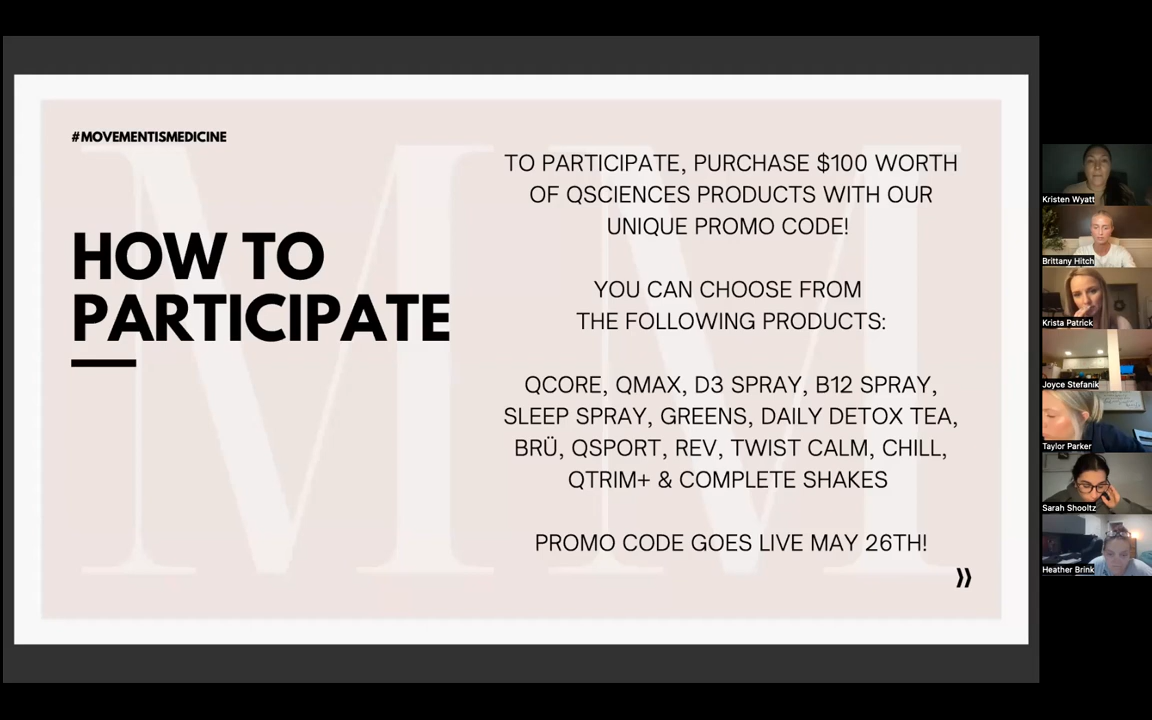 #MOVEMENTISMEDICINE
HOW TO
PARTICIPATE
TO PARTICIPATE, PURCHASE $100 WORTH
OF QSCIENCES PRODUCTS WITH OUR
UNIQUE PROMO CODE!
YOU CAN CHOOSE FROM
THE FOLLOWING PRODUCTS:
QCORE, QMAX, D3 SPRAY, B12 SPRAY,
SLEEP SPRAY, GREENS, DAILY DETOX TEA,
BRÜ, QSPORT, REV, TWIST CALM, CHILL,
QTRIM+ & COMPLETE SHAKES
PROMO CODE GOES LIVE MAY 26TH!
MM
Kristen Wyatt
Brittany Hitch
Krista Patrick
Joyce Stefanik
Taylor Parker
Sarah Shooltz
Heather Brink